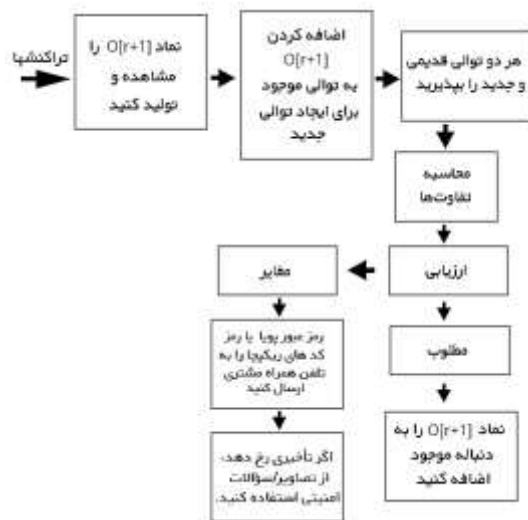 تراکنشها
نماد O[r+1] را
مشاهده و
تولید کنید
اضافه کردن
O[r+1]
به توالی موجود
برای ایجاد توالی
جدید
هر دو توالی قدیمی
و جدید را بپذیرید
محاسبه
تفاوت‌ها
ارزیابی
مغایر
رمز عبور پویا یا رمز
کد های ریکپچا را به
تلفن همراه مشتری
ارسال کنید
اگر تأخیری رخ دهد،
از تصاویر/سؤالات
امنیتی استفاده کنید.
مطلوب
نماد O[r+1] را به
دنباله موجود
اضافه کنید